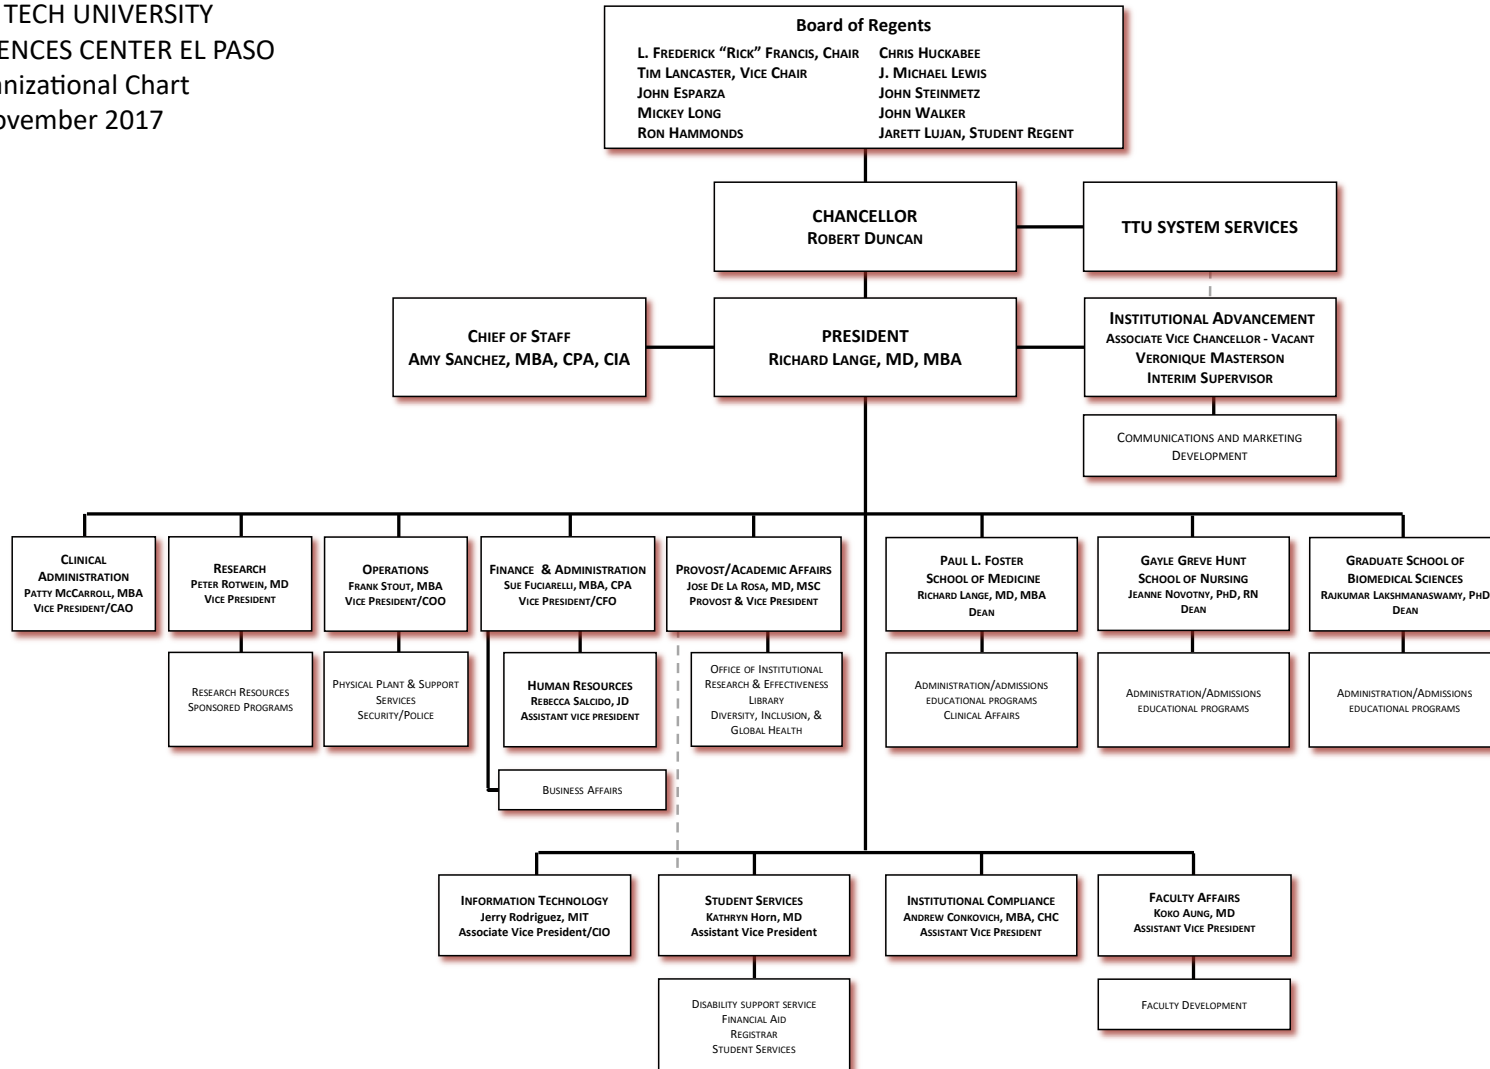 TECH UNIVERSITY
ENCES CENTER EL PASO
anizational Chart
ovember 2017
Board of Regents
L. Frederick “Rick” Francis, Chair
Tim Lancaster, Vice Chair
John Esparza
Mickey Long
Ron Hammonds
Chris Huckabee
J. Michael Lewis
John Steinmetz
John Walker
Jarett Lujan, Student Regent
CHANCELLOR
Robert Duncan
TTU SYSTEM SERVICES
Chief of Staff
Amy Sanchez, MBA, CPA, CIA
PRESIDENT
Richard Lange, MD, MBA
Institutional Advancement
Associate Vice Chancellor - Vacant
Veronique Masterson
Interim Supervisor
Communications and marketing
Development
Clinical
Administration
Patty McCarroll, MBA
Vice President/CAO
Research
Peter Rotwein, MD
Vice President
Operations
Frank Stout, MBA
Vice President/COO
Finance & Administration
Sue Fuciarelli, MBA, CPA
Vice President/CFO
Provost/Academic Affairs
Jose De La Rosa, MD, MSC
Provost & Vice President
Paul L. Foster
School of Medicine
Richard Lange, MD, MBA
Dean
Gayle Greve Hunt
School of Nursing
Jeanne Novotny, PhD, RN
Dean
Graduate School of
Biomedical Sciences
Rajkumar Lakshmanaswamy, PhD
Dean
Research Resources
Sponsored Programs
Physical Plant & Support
Services
Security/Police
Human Resources
Rebecca Salcido, JD
Assistant vice president
Office of Institutional
Research & Effectiveness
Library
Diversity, Inclusion, &
Global Health
Administration/admissions
educational programs
Clinical Affairs
Administration/Admissions
educational programs
Administration/Admissions
educational programs
Business Affairs
Information Technology
Jerry Rodriguez, MIT
Associate Vice President/CIO
Student Services
Kathryn Horn, MD
Assistant Vice President
Institutional Compliance
Andrew Conkovich, MBA, CHC
Assistant Vice President
Faculty Affairs
Koko Aung, MD
Assistant Vice President
Disability support service
Financial Aid
Registrar
Student Services
Faculty Development